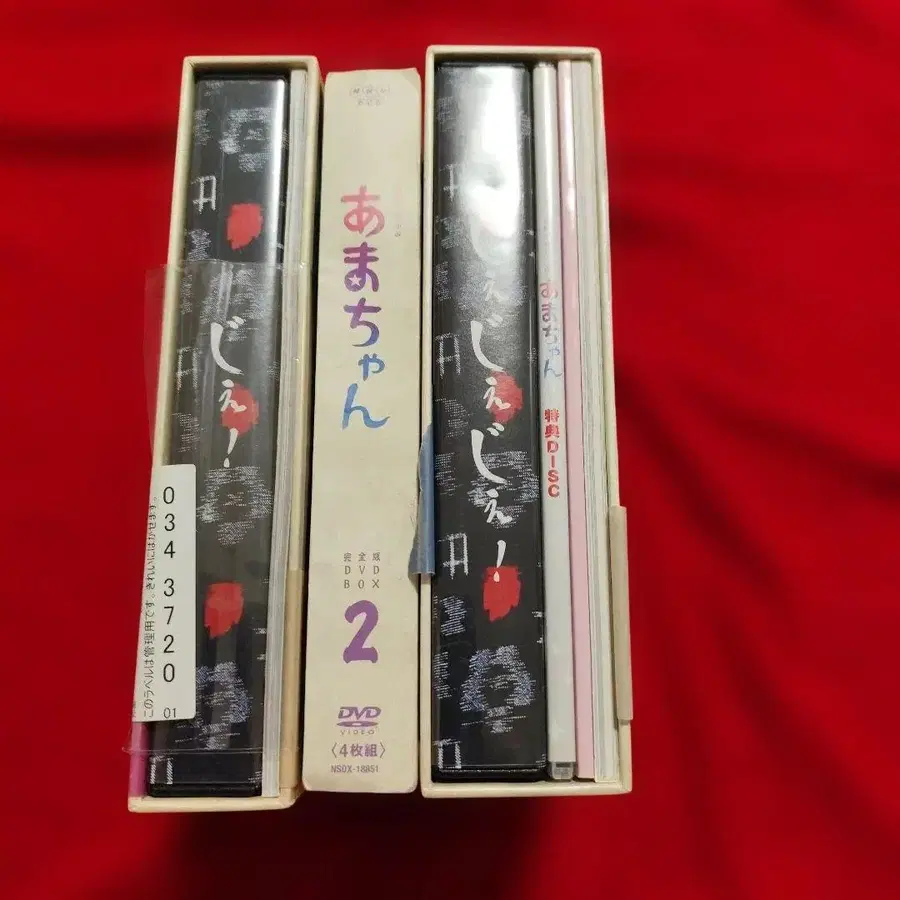 じぇ!
034 3720
01
このラベルは管理用です。きれいにはがせます。
あま★ちゃん
完全版
DVD
BOX
2
DVD
VIDEO
〈4枚組〉
NSDX-18851
じぇじぇ!
あまちゃん 特典DISC